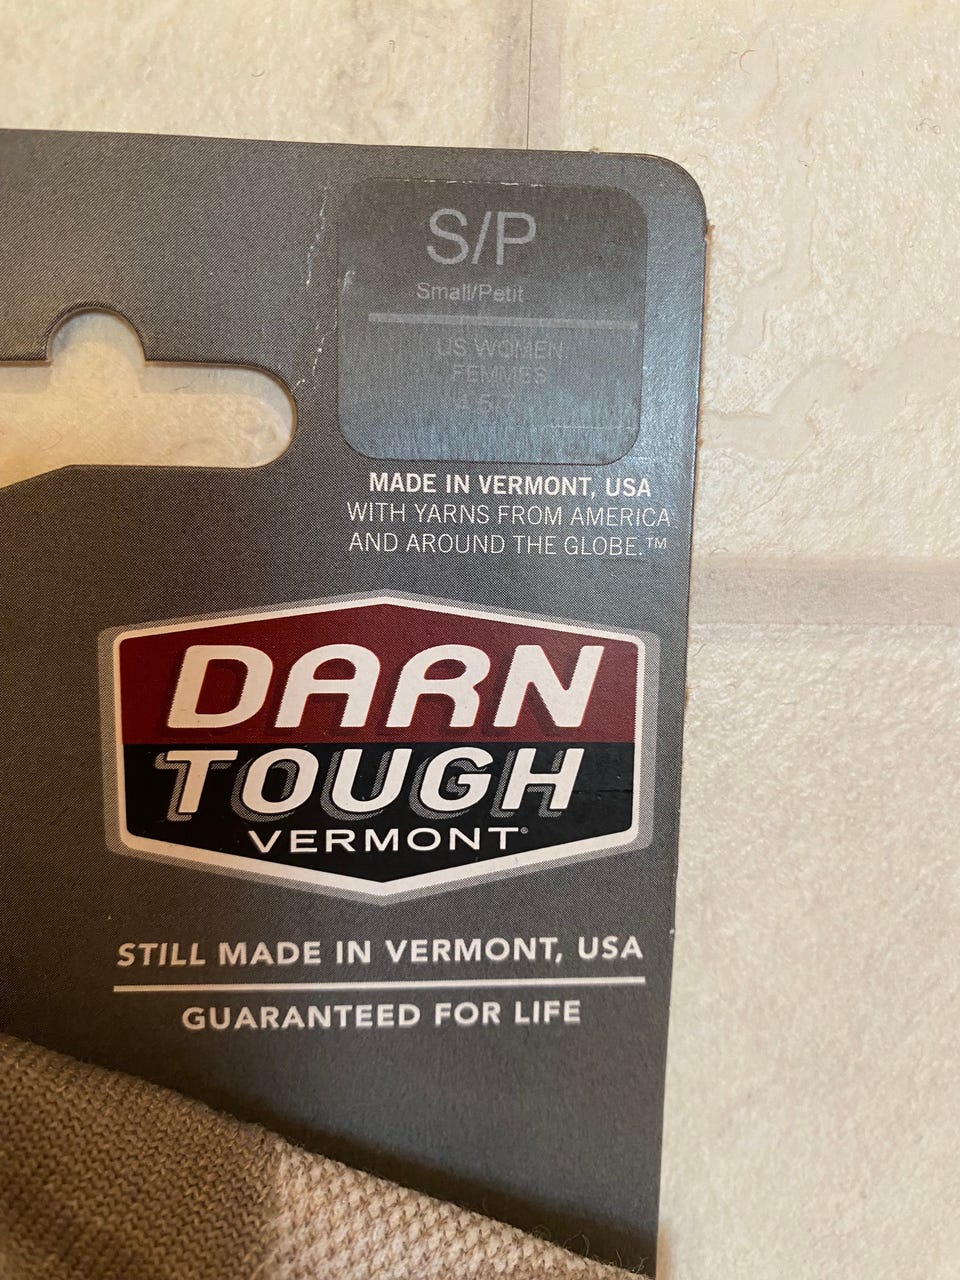 S/P
Small/Petit
US WOMEN
FEMMES
MADE IN VERMONT, USA
WITH YARNS FROM AMERICA
AND AROUND THE GLOBE.™
DARN
TOUGH
VERMONT®
STILL MADE IN VERMONT, USA
GUARANTEED FOR LIFE